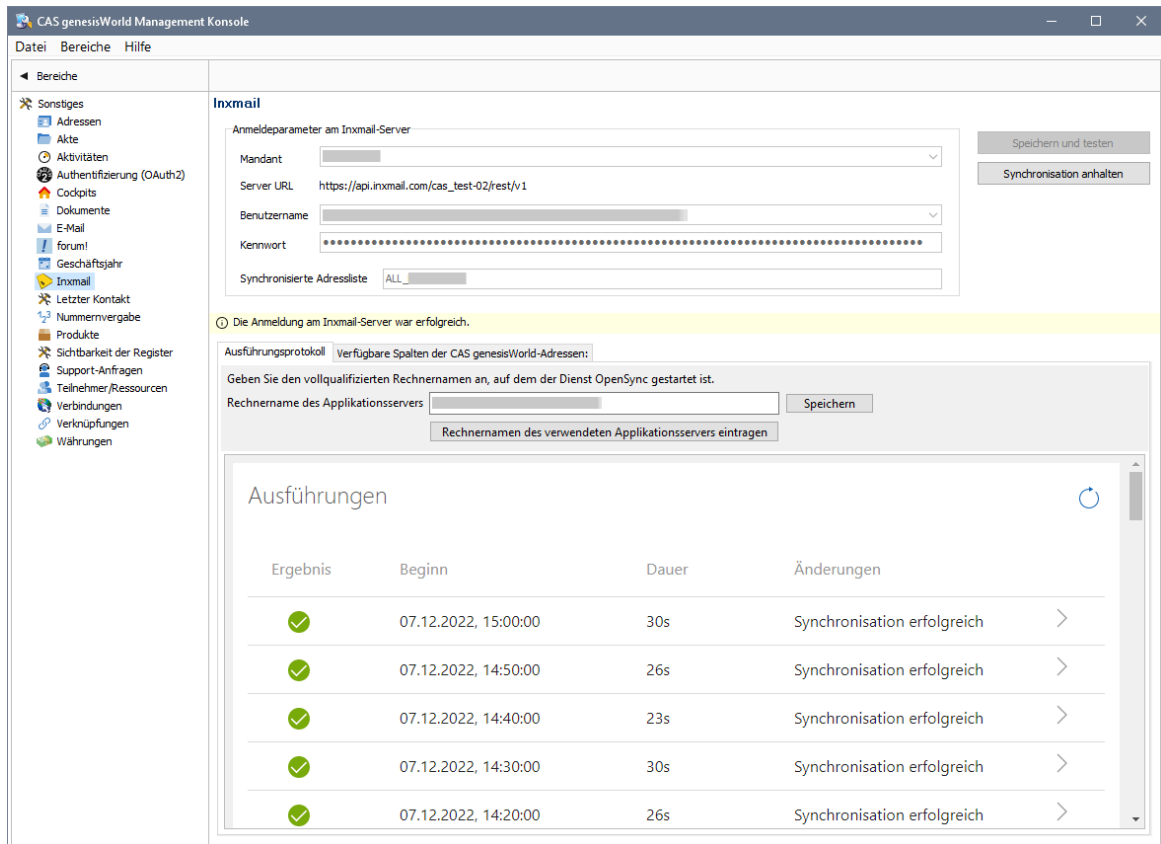 CAS genesisWorld Management Konsole
Datei Bereiche Hilfe
Bereiche
Sonstiges
Adressen
Akte
Aktivitäten
Authentifizierung (OAuth2)
Cockpits
Dokumente
E-Mail
forum!
Geschäftsjahr
Inxmail
Letzter Kontakt
Nummernvergabe
Produkte
Sichtbarkeit der Register
Support-Anfragen
Teilnehmer/Ressourcen
Verbindungen
Verknüpfungen
Währungen
Inxmail
Anmeldeparameter am Inxmail-Server
Mandant
Server URL https://api.inxmail.com/cas_test-02/rest/v1
Benutzername
Kennwort
Synchronisierte Adressliste ALL_
Speichern und testen
Synchronisation anhalten
Die Anmeldung am Inxmail-Server war erfolgreich.
Ausführungsprotokoll Verfügbare Spalten der CAS genesisWorld-Adressen:
Geben Sie den vollqualifizierten Rechnernamen an, auf dem der Dienst OpenSync gestartet ist.
Rechnername des Applikationsservers Speichern
Rechnernamen des verwendeten Applikationsservers eintragen
Ausführungen
Ergebnis Beginn Dauer Änderungen
07.12.2022, 15:00:00 30s Synchronisation erfolgreich
07.12.2022, 14:50:00 26s Synchronisation erfolgreich
07.12.2022, 14:40:00 23s Synchronisation erfolgreich
07.12.2022, 14:30:00 30s Synchronisation erfolgreich
07.12.2022, 14:20:00 26s Synchronisation erfolgreich